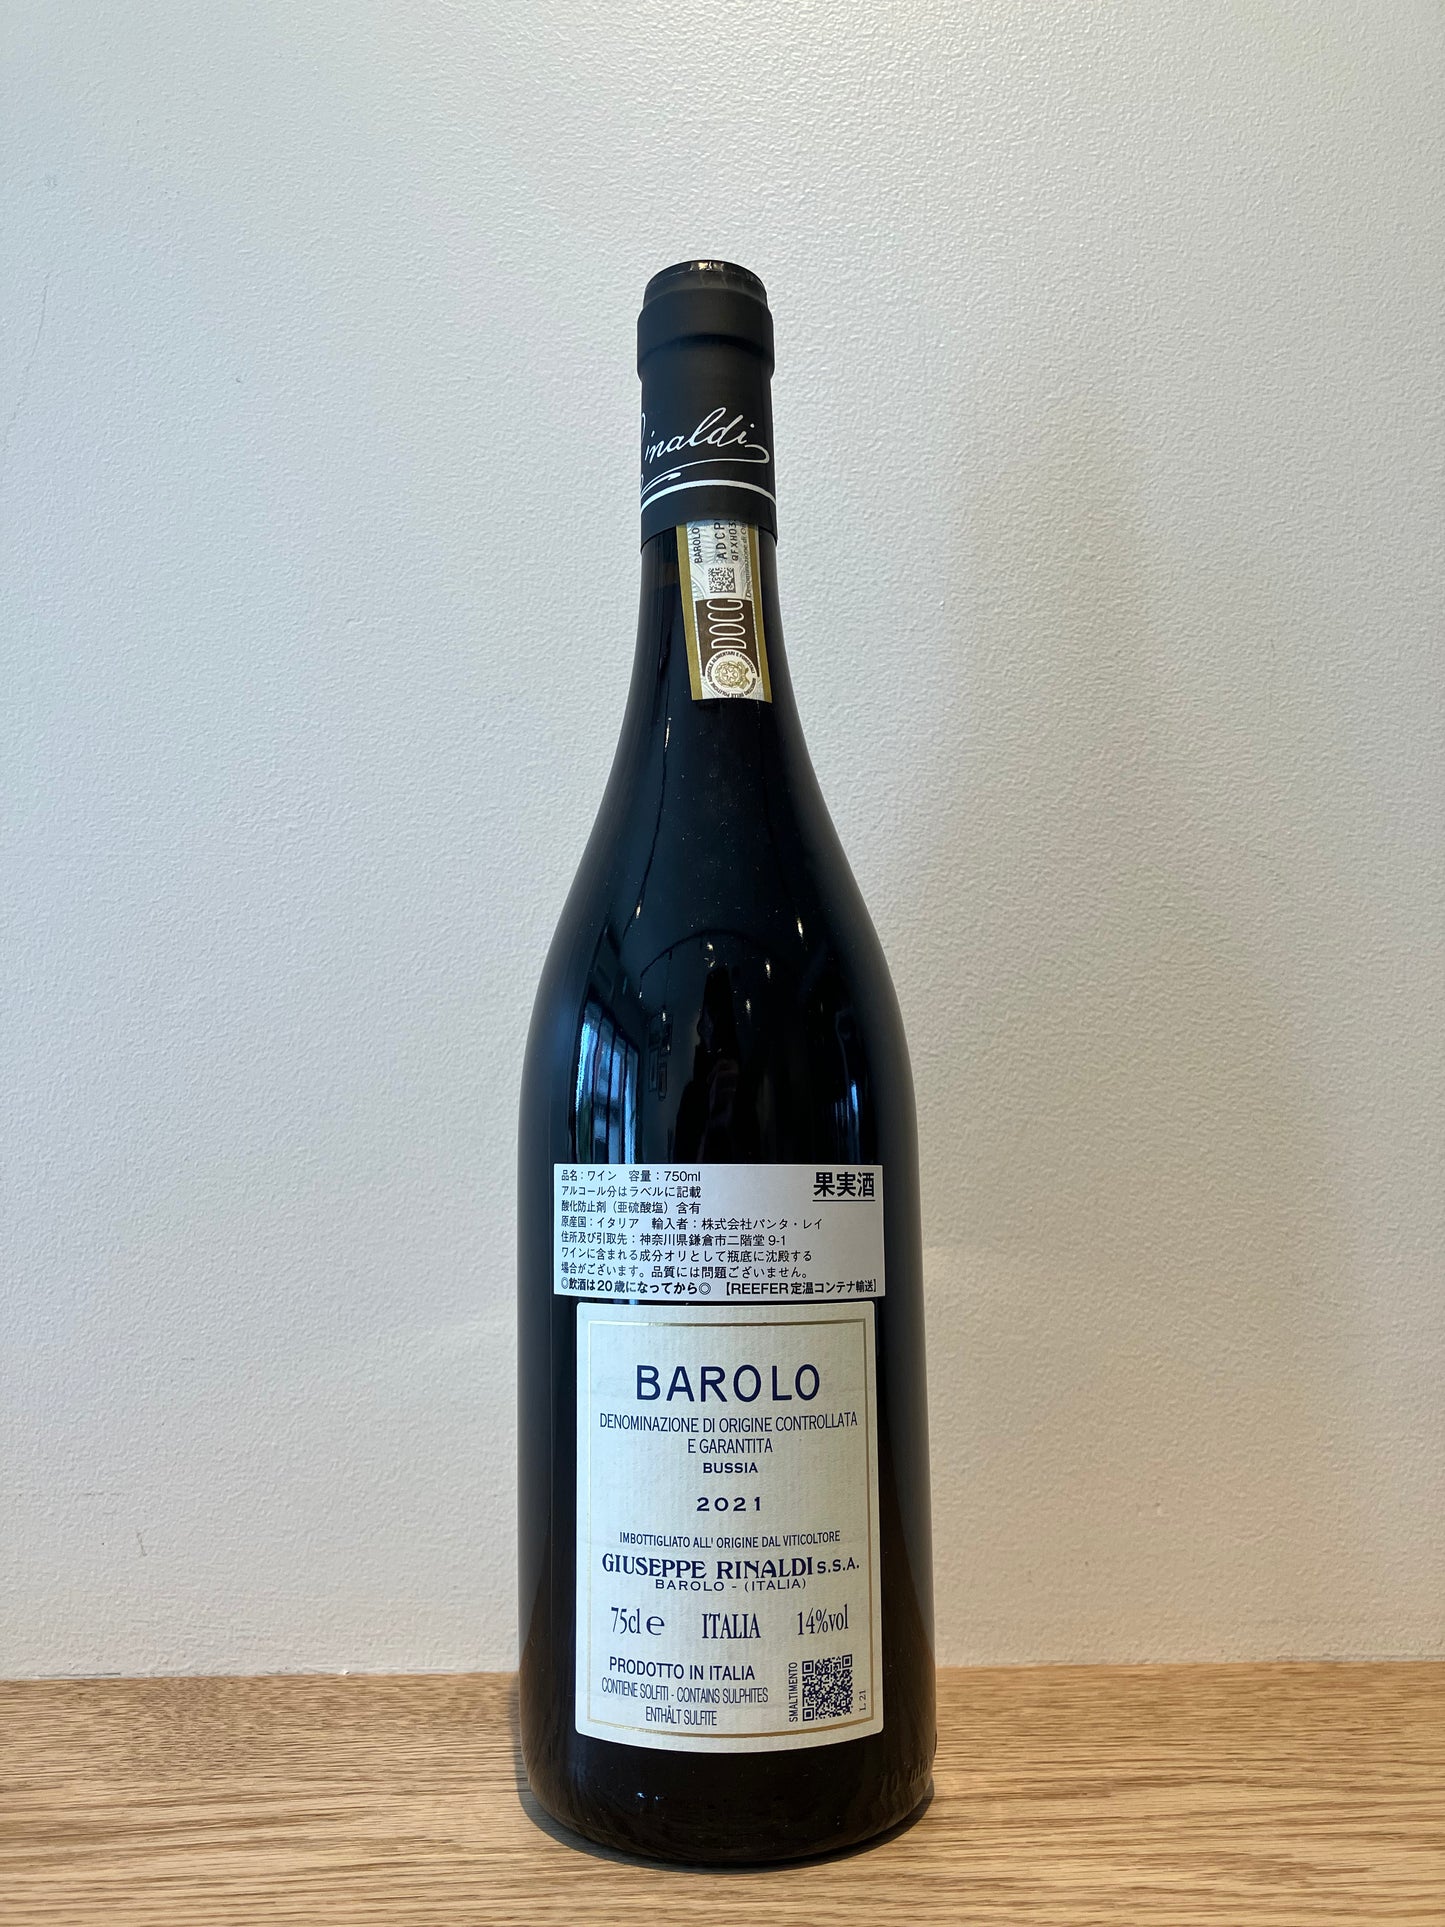 Rinaldi
BAROLO
ADCP
QFXH03
DOCG
品名：ワイン 容量：750ml
果実酒
アルコール分はラベルに記載
酸化防止剤（亜硫酸塩）含有
原産国：イタリア 輸入者：株式会社パンタ・レイ
住所及び引取先：神奈川県鎌倉市二階堂 9-1
ワインに含まれる成分オリとして瓶底に沈殿する
場合がございます。品質には問題ございません。
◎飲酒は20歳になってから◎ 【REEFER定温コンテナ輸送】
BAROLO
DENOMINAZIONE DI ORIGINE CONTROLLATA
E GARANTITA
BUSSIA
2021
IMBOTTIGLIATO ALL' ORIGINE DAL VITICOLTORE
GIUSEPPE RINALDI S.S.A.
BAROLO - (ITALIA)
75cl e ITALIA 14%vol
PRODOTTO IN ITALIA
CONTIENE SOLFITI - CONTAINS SULPHITES
ENTHÄLT SULFITE
SMALTIMENTO
L. 21